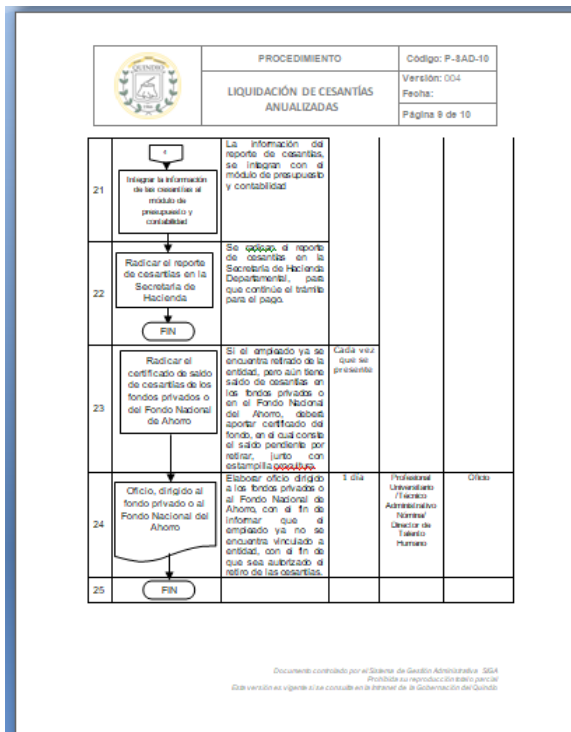 QUINDIO
PROCEDIMIENTO
Código: P-SAD-10
LIQUIDACIÓN DE CESANTÍAS
ANUALIZADAS
Versión: 004
Fecha:
Página 9 de 10
21
4
Integrar la información
de las cesantías al
módulo de
presupuesto y
contabilidad
La información del
reporte de cesantías,
se integran con el
módulo de presupuesto
y contabilidad
22
Radicar el reporte
de cesantías en la
Secretaria de
Hacienda
FIN
Se radican el reporte
de cesantías en la
Secretaría de Hacienda
Departamental, para
que continúe el trámite
para el pago.
23
Radicar el
certificado de saldo
de cesantías de los
fondos privados o
del Fondo Nacional
de Ahorro
Si el empleado ya se
encuentra retirado de la
entidad, pero aún tiene
saldo de cesantías en
los fondos privados o
en el Fondo Nacional
del Ahorro, deberá
aportar certificado del
fondo, en el cual conste
el saldo pendiente por
retirar, junto con
estampilla procultura.
Cada vez
que se
presente
24
Oficio, dirigido al
fondo privado o al
Fondo Nacional del
Ahorro
Elaborar oficio dirigido
a los fondos privados o
al Fondo Nacional de
Ahorro, con el fin de
informar que el
empleado ya no se
encuentra vinculado a
entidad, con el fin de
que sea autorizado el
retiro de las cesantías.
1 día
Profesional
Universitario
/Técnico
Administrativo
Nómina/
Director de
Talento
Humano
Oficio
25
FIN
Documento controlado por el Sistema de Gestión Administrativa SIGA
Prohibida su reproducción total o parcial
Esta versión es vigente si se consulta en la Intranet de la Gobernación del Quindío